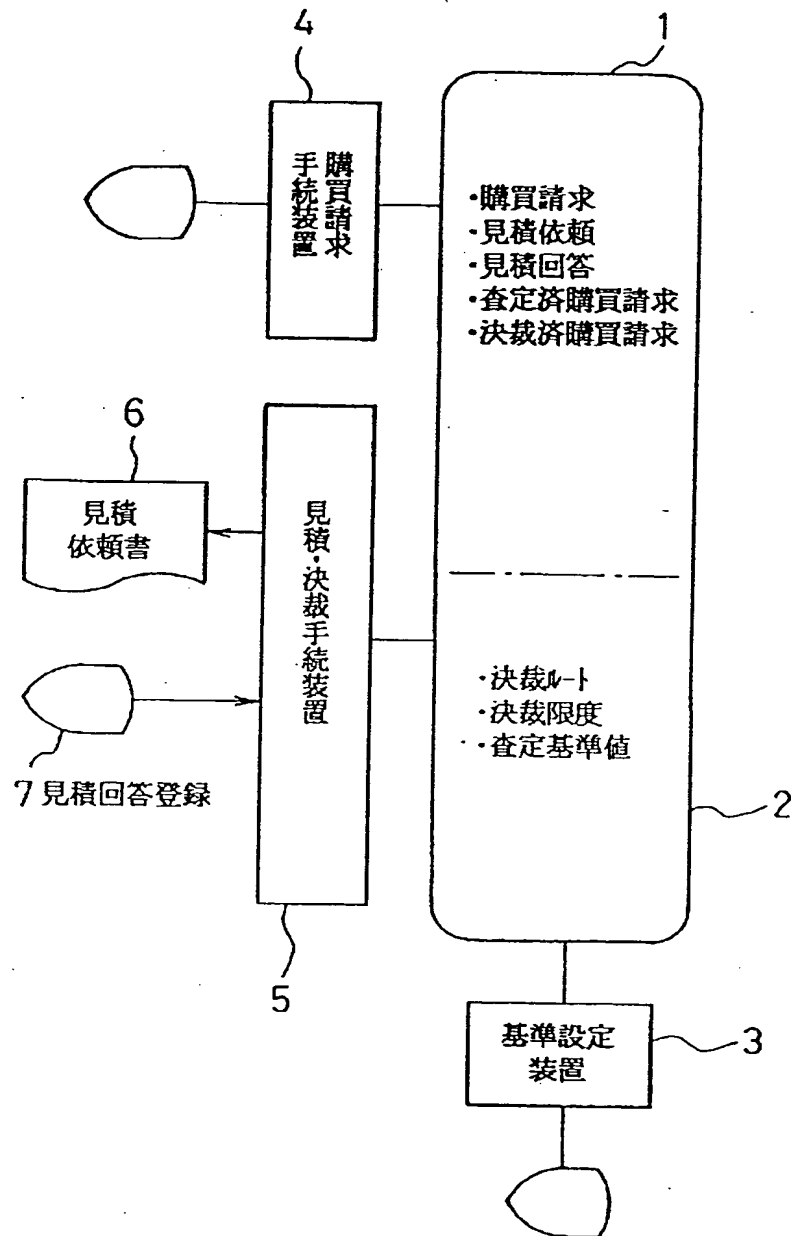 1
4
購買請求
手続装置
・購買請求
・見積依頼
・見積回答
・査定済購買請求
・決裁済購買請求
6
見積
依頼書
見積・決裁手続装置
・決裁ルート
・決裁限度
・査定基準値
7 見積回答登録
2
5
基準設定
装置
3